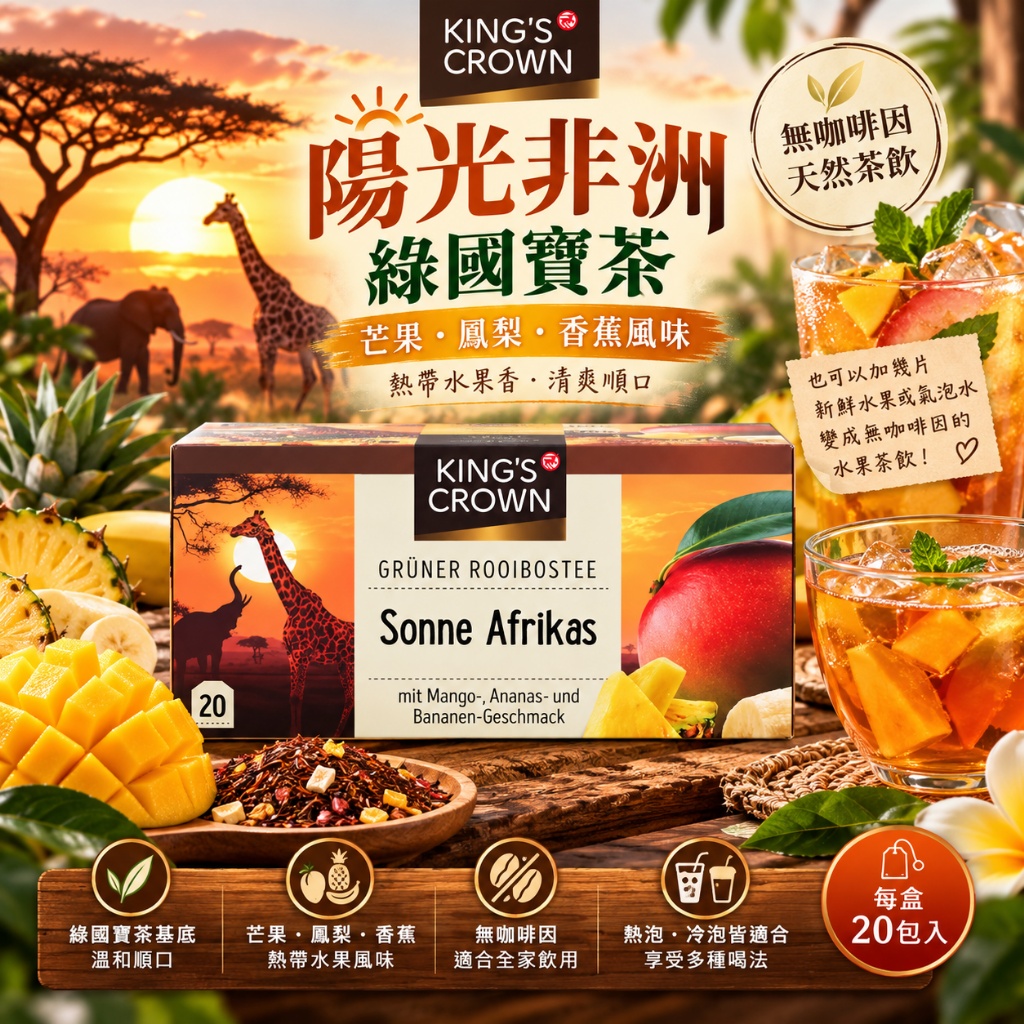 KING'S
CROWN
陽光非洲
綠國寶茶
芒果・鳳梨・香蕉風味
熱帶水果香・清爽順口
無咖啡因
天然茶飲
也可以加幾片
新鮮水果或氣泡水
變成無咖啡因的
水果茶飲！
KING'S
CROWN
GRÜNER ROOIBOSTEE
Sonne Afrikas
mit Mango-, Ananas- und
Bananen-Geschmack
20
綠國寶茶基底
溫和順口
芒果・鳳梨・香蕉
熱帶水果風味
無咖啡因
適合全家飲用
熱泡・冷泡皆適合
享受多種喝法
每盒
20包入